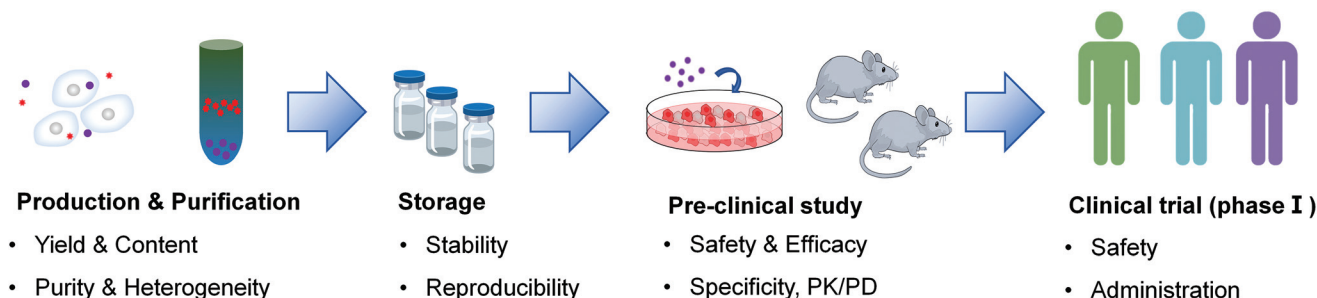 Production & Purification
• Yield & Content
• Purity & Heterogeneity
Storage
• Stability
• Reproducibility
Pre-clinical study
• Safety & Efficacy
• Specificity, PK/PD
Clinical trial (phase Ⅰ)
• Safety
• Administration